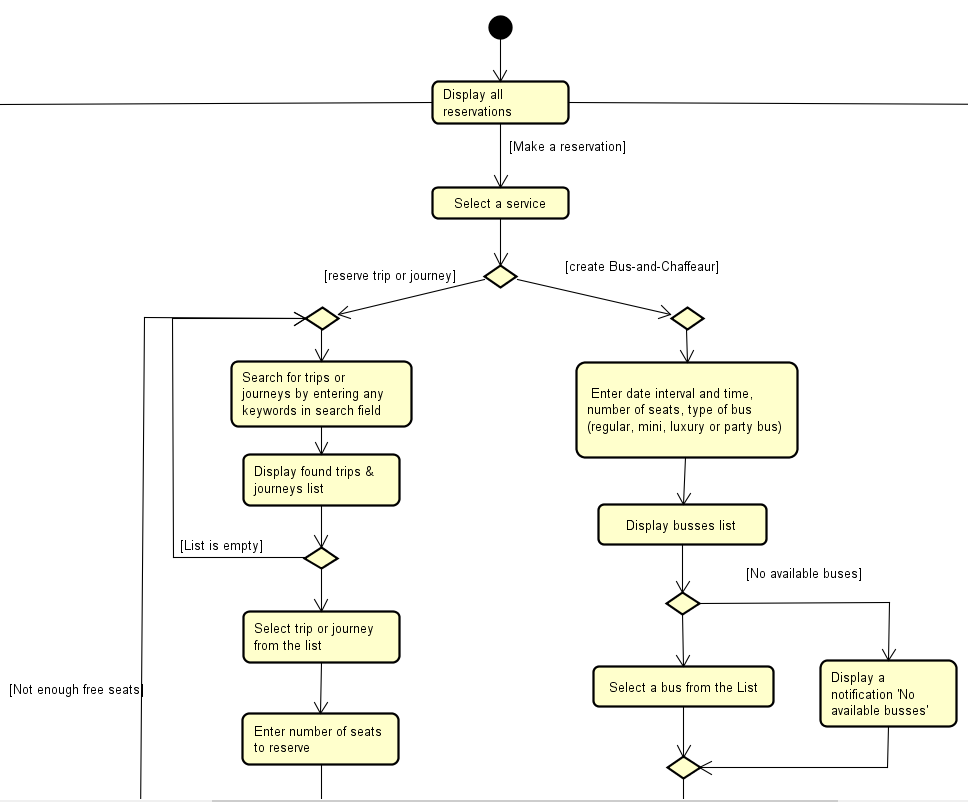 Display all
reservations
[Make a reservation]
Select a service
[reserve trip or journey]
[create Bus-and-Chaffeaur]
Search for trips or
journeys by entering any
keywords in search field
Enter date interval and time,
number of seats, type of bus
(regular, mini, luxury or party bus)
Display found trips &
journeys list
Display busses list
[List is empty]
[No available buses]
Select trip or journey
from the list
Select a bus from the List
Display a
notification 'No
available busses'
[Not enough free seats]
Enter number of seats
to reserve